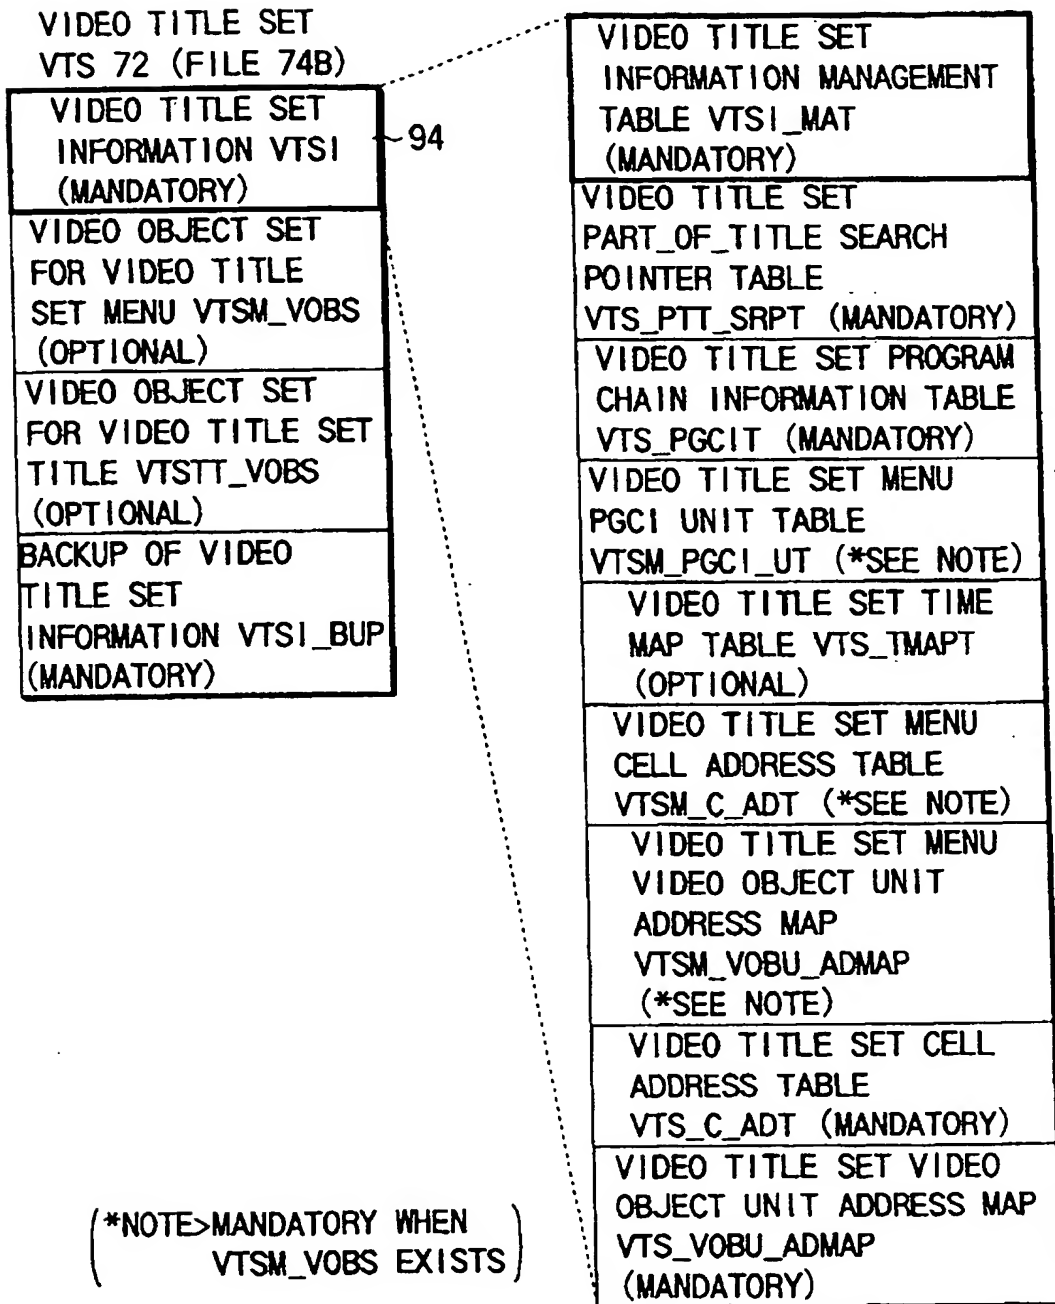 VIDEO TITLE SET
VTS 72 (FILE 74B)
VIDEO TITLE SET
INFORMATION VTSI
(MANDATORY)
94
VIDEO OBJECT SET
FOR VIDEO TITLE
SET MENU VTSM_VOBS
(OPTIONAL)
VIDEO OBJECT SET
FOR VIDEO TITLE SET
TITLE VTSTT_VOBS
(OPTIONAL)
BACKUP OF VIDEO
TITLE SET
INFORMATION VTSI_BUP
(MANDATORY)
VIDEO TITLE SET
INFORMATION MANAGEMENT
TABLE VTSI_MAT
(MANDATORY)
VIDEO TITLE SET
PART_OF_TITLE SEARCH
POINTER TABLE
VTS_PTT_SRPT (MANDATORY)
VIDEO TITLE SET PROGRAM
CHAIN INFORMATION TABLE
VTS_PGCIT (MANDATORY)
VIDEO TITLE SET MENU
PGCI UNIT TABLE
VTSM_PGCI_UT (*SEE NOTE)
VIDEO TITLE SET TIME
MAP TABLE VTS_TMAPT
(OPTIONAL)
VIDEO TITLE SET MENU
CELL ADDRESS TABLE
VTSM_C_ADT (*SEE NOTE)
VIDEO TITLE SET MENU
VIDEO OBJECT UNIT
ADDRESS MAP
VTSM_VOBU_ADMAP
(*SEE NOTE)
VIDEO TITLE SET CELL
ADDRESS TABLE
VTS_C_ADT (MANDATORY)
VIDEO TITLE SET VIDEO
OBJECT UNIT ADDRESS MAP
VTS_VOBU_ADMAP
(MANDATORY)
(*NOTE>MANDATORY WHEN
VTSM_VOBS EXISTS)